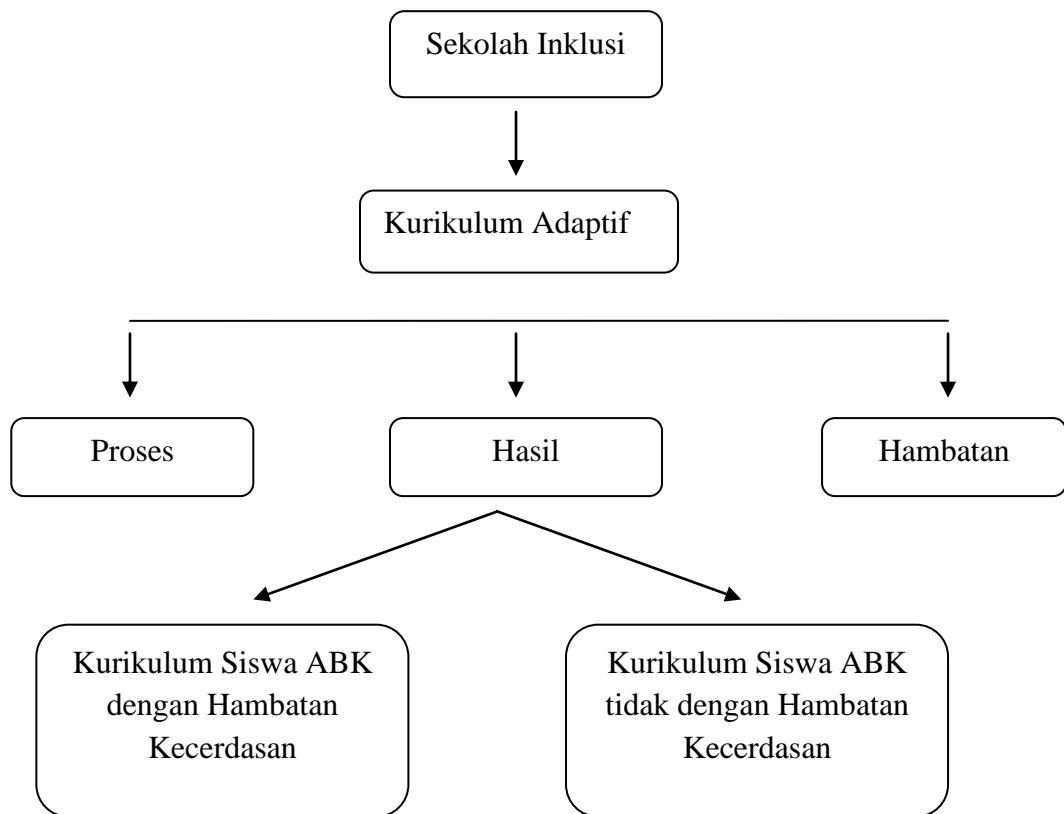 Sekolah Inklusi
Kurikulum Adaptif
Proses
Hasil
Hambatan
Kurikulum Siswa ABK
dengan Hambatan
Kecerdasan
Kurikulum Siswa ABK
tidak dengan Hambatan
Kecerdasan